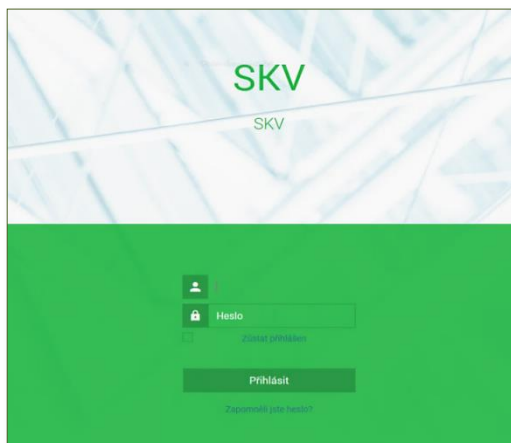 SKV
SKV
Heslo
Zůstat přihlášen
Přihlásit
Zapomněli jste heslo?